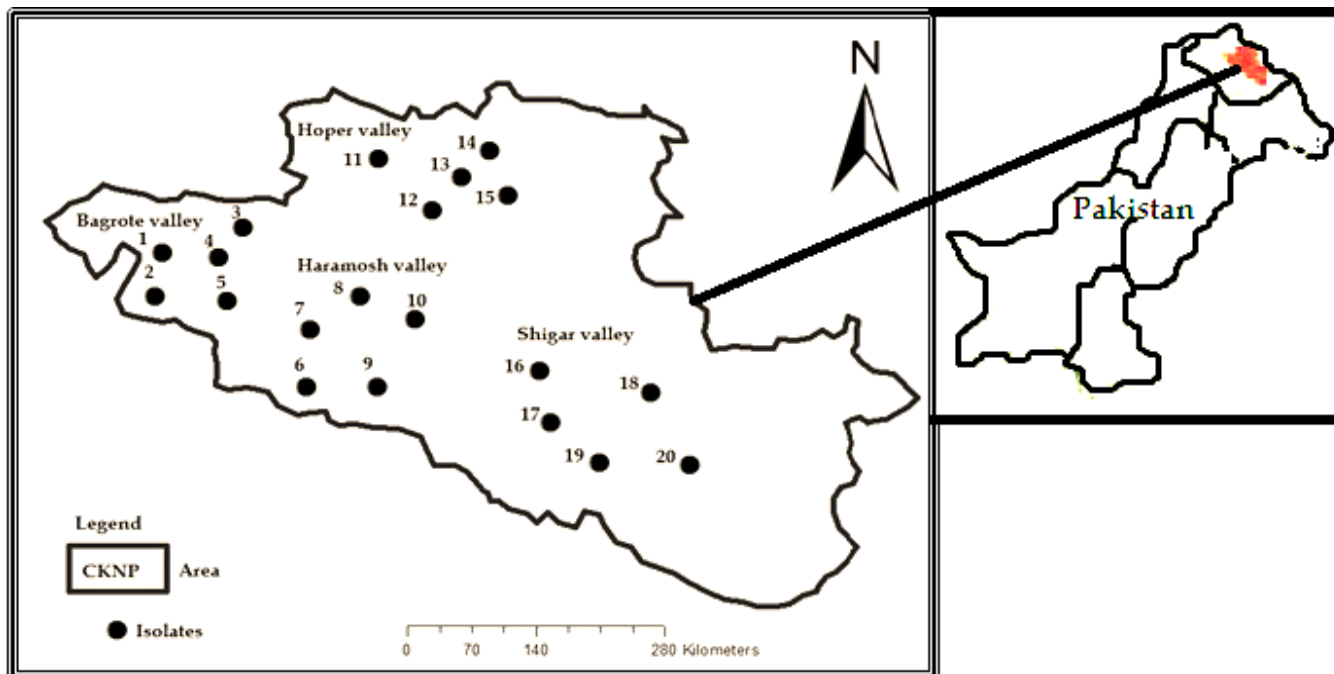 N
Hoper valley
14
11
13
12
15
Bagrote valley
3
1
4
2
5
Haramosh valley
8
10
7
6
9
Shigar valley
16
18
17
19
20
Legend
CKNP
Area
Isolates
0 70 140 280 Kilometers
Pakistan